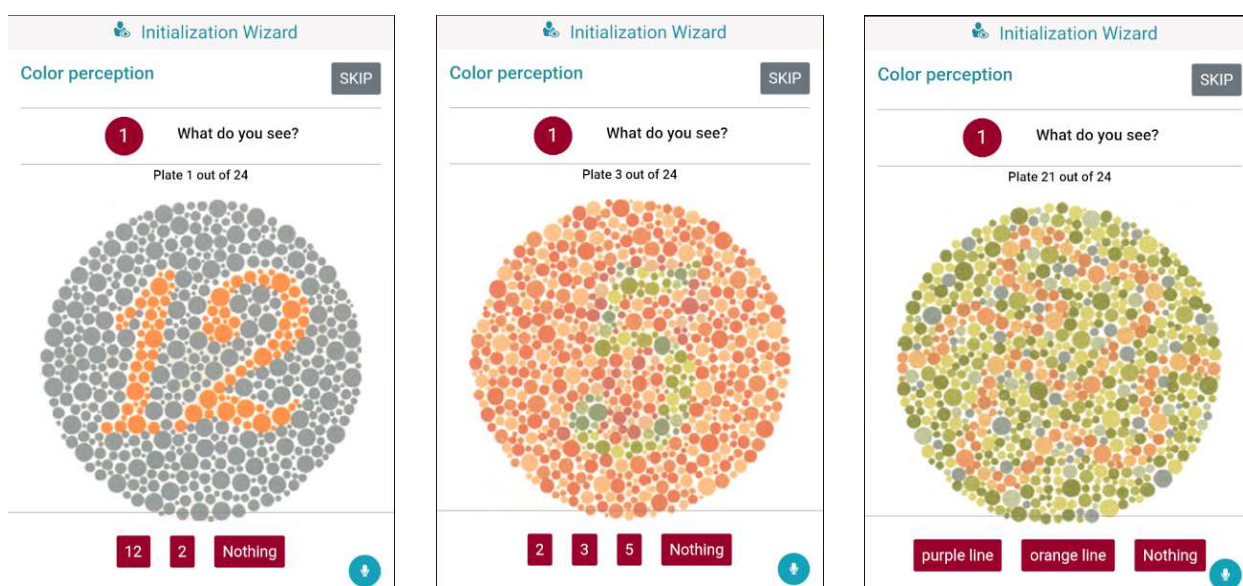 Initialization Wizard
Color perception
SKIP
1 What do you see?
Plate 1 out of 24
12
12 2 Nothing
Initialization Wizard
Color perception
SKIP
1 What do you see?
Plate 3 out of 24
5
2 3 5 Nothing
Initialization Wizard
Color perception
SKIP
1 What do you see?
Plate 21 out of 24
purple line orange line Nothing